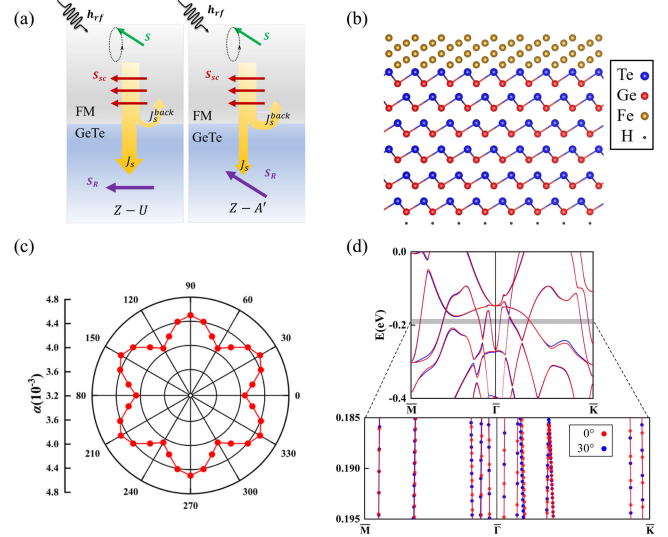 (a)
h_rf
S
S_sc
FM
J_s^back
GeTe
J_s
S_R
Z − U
h_rf
S
S_sc
FM
J_s^back
GeTe
J_s
S_R
Z − A′
(b)
Te
Ge
Fe
H
(c)
α(10⁻³)
4.8
4.4
4.0
3.6
3.2
80
3.6
4.0
4.4
4.8
90
60
30
0
330
300
270
240
210
150
120
(d)
E(eV)
0.0
-0.2
-0.4
M̄
Γ̄
K̄
0.185
0.190
0.195
0°
30°
M̄
Γ̄
K̄